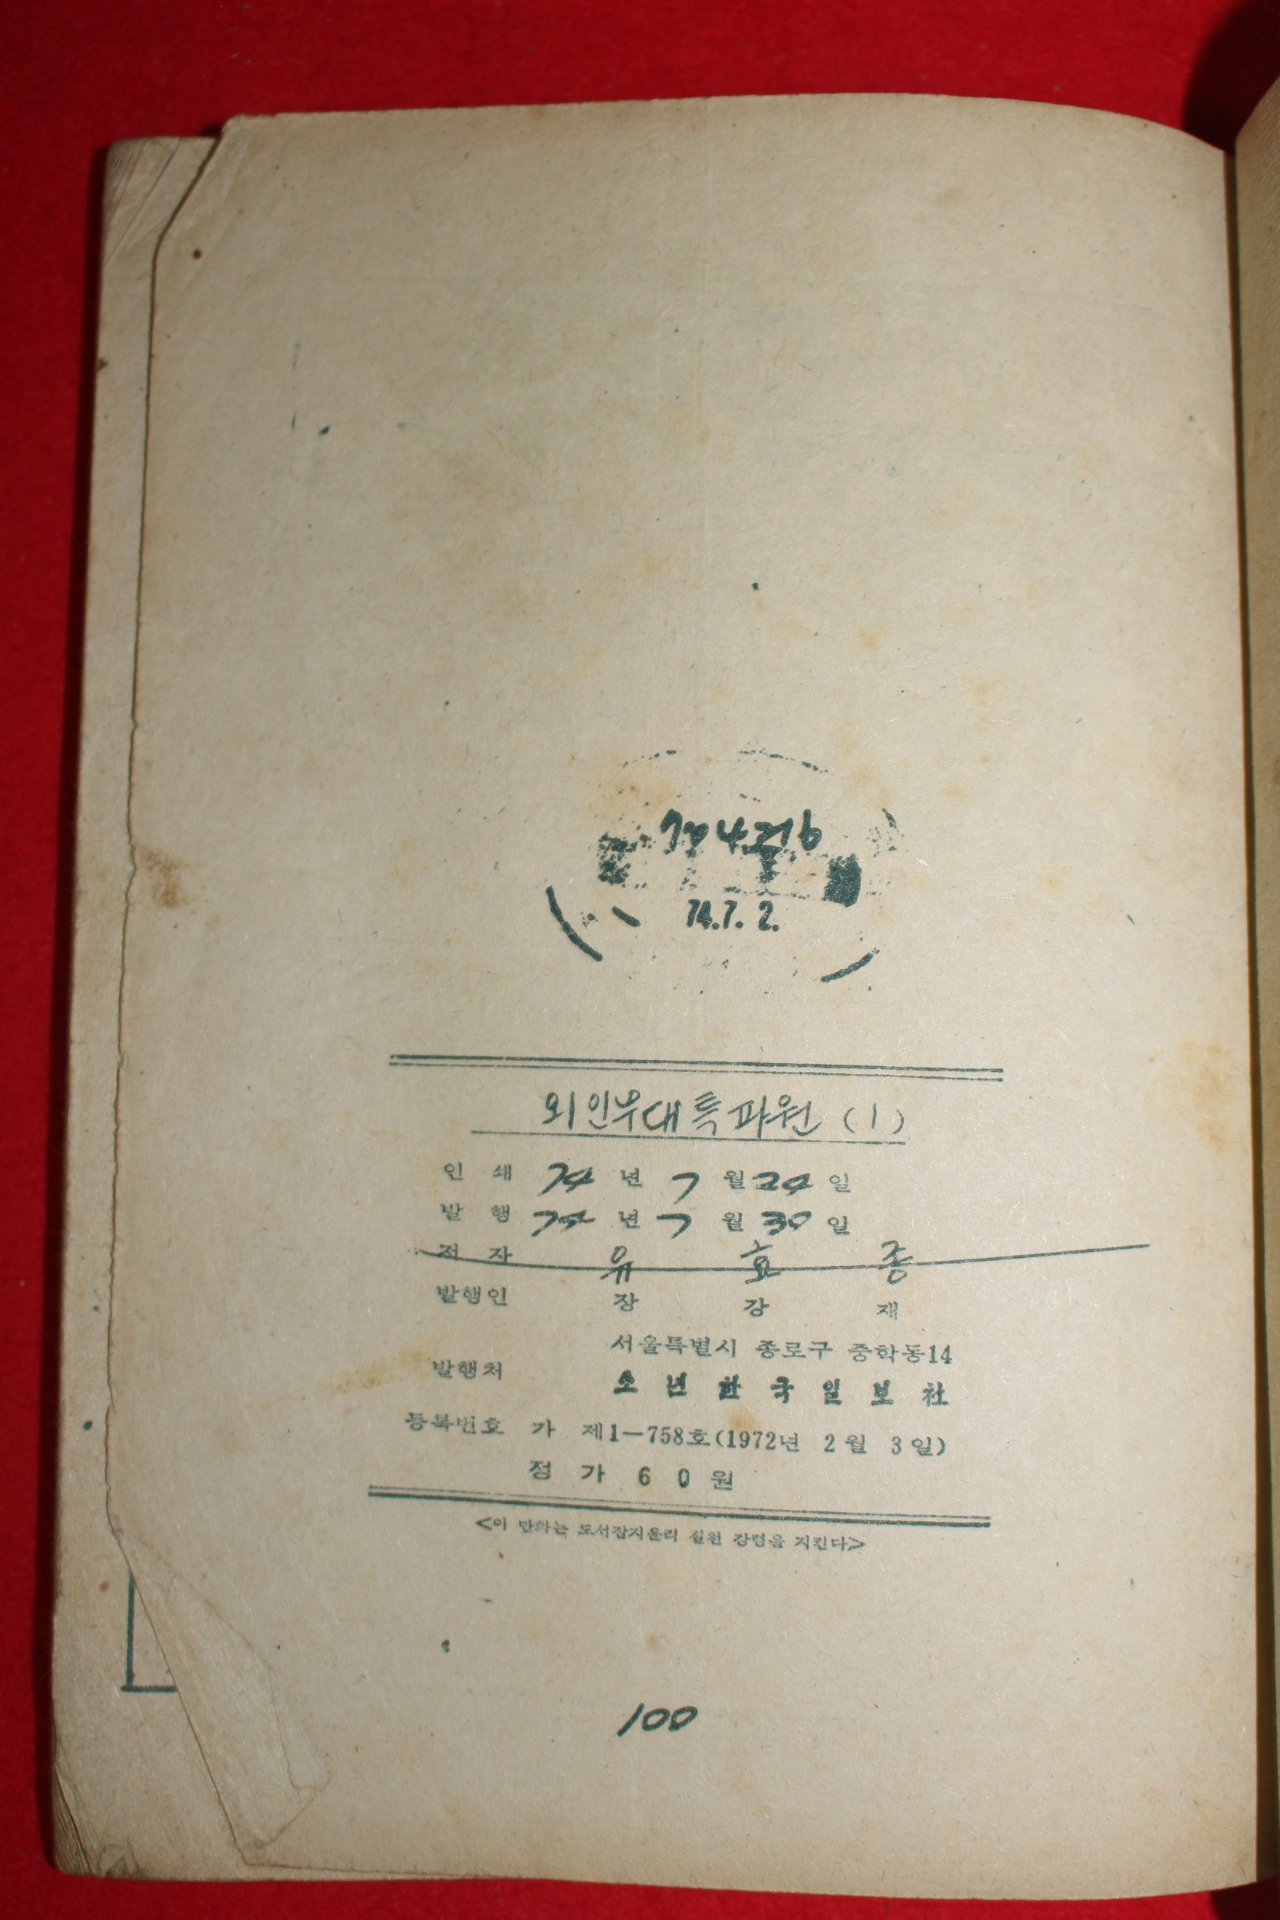 74.7.2.
외인부대특파원 (1)
인 쇄 74 년 7 월 24 일
발 행 74 년 7 월 30 일
저 자 유 효 종
발행인 장 강 재
서울특별시 종로구 중학동14
발행처 소년한국일보社
등록번호 가 제1-758호(1972년 2월 3일)
정 가 6 0 원
<이 만화는 도서잡지윤리 실천 강령을 지킨다>
100